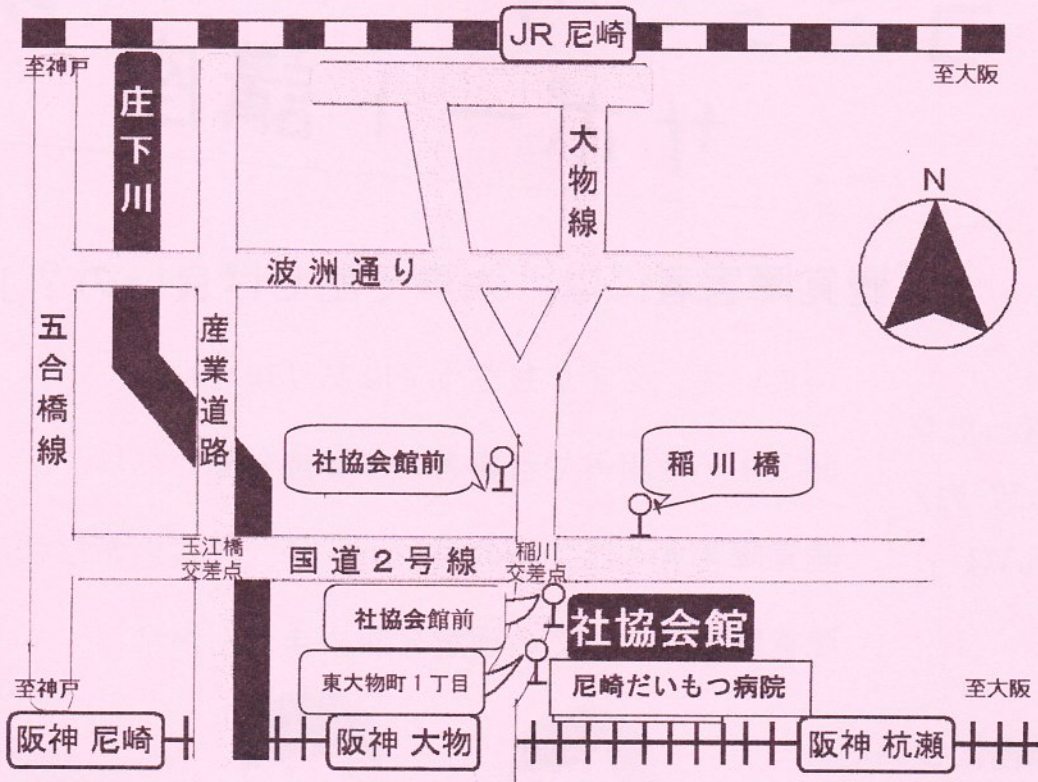 JR 尼崎
至神戸
至大阪
庄下川
大物線
N
波洲通り
五合橋線
産業道路
社協会館前
稲川橋
玉江橋
交差点
国道2号線
稲川
交差点
社協会館前
社協会館
東大物町1丁目
尼崎だいもつ病院
至神戸
至大阪
阪神 尼崎
阪神 大物
阪神 杭瀬